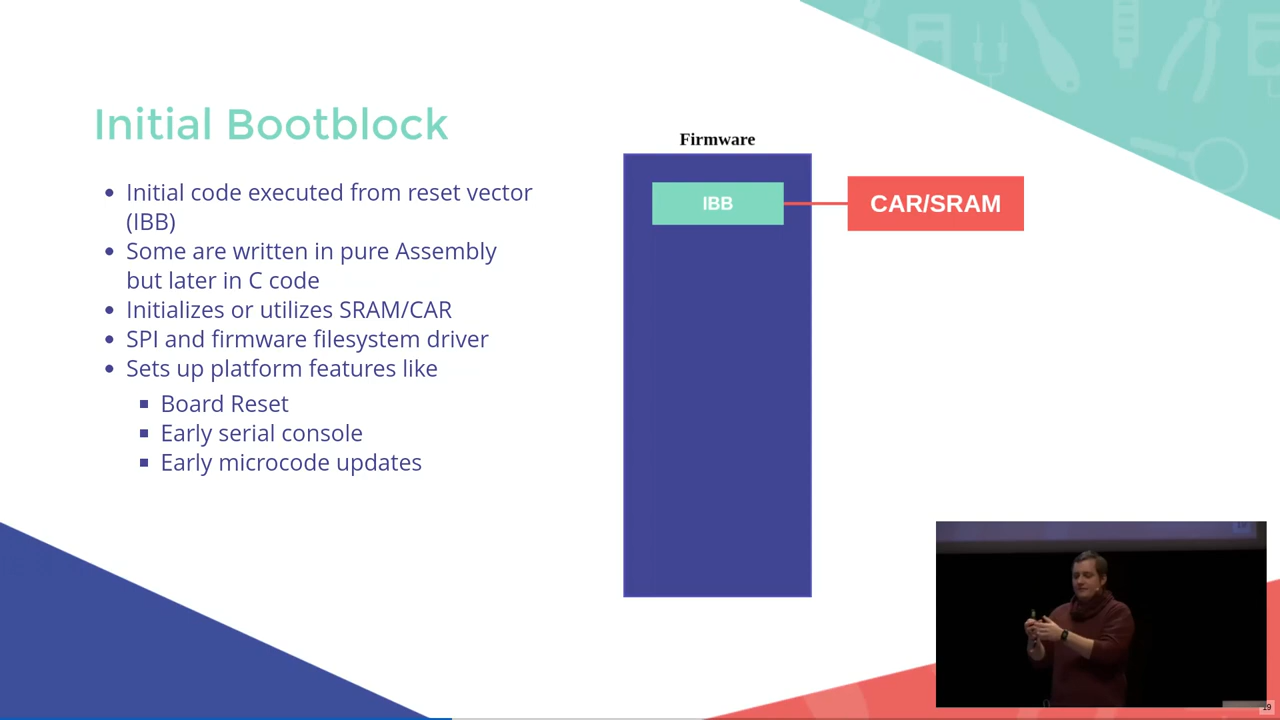 Initial Bootblock
Initial code executed from reset vector
(IBB)
Some are written in pure Assembly
but later in C code
Initializes or utilizes SRAM/CAR
SPI and firmware filesystem driver
Sets up platform features like
Board Reset
Early serial console
Early microcode updates
Firmware
IBB
CAR/SRAM
19